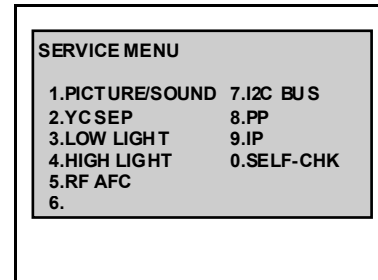 SERVICE MENU
1.PICTURE/SOUND 7.I2C BUS
2.YC SEP 8.PP
3.LOW LIGHT 9.IP
4.HIGH LIGHT 0.SELF-CHK
5.RF AFC
6.